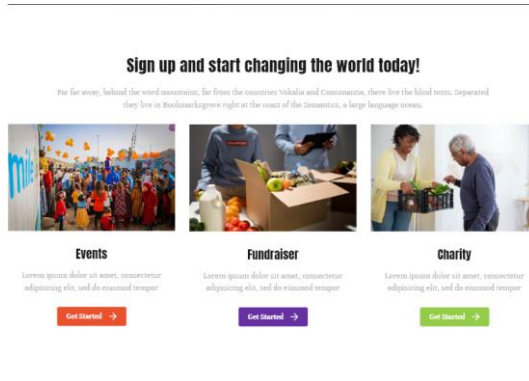 Sign up and start changing the world today!
Far far away, behind the word mountains, far from the countries Vokalia and Consonantia, there live the blind texts. Separated
they live in Bookmarksgrove right at the coast of the Semantics, a large language ocean.
mile
Events
Fundraiser
Charity
Lorem ipsum dolor sit amet, consectetur
adipisicing elit, sed do eiusmod tempor
Lorem ipsum dolor sit amet, consectetur
adipisicing elit, sed do eiusmod tempor
Lorem ipsum dolor sit amet, consectetur
adipisicing elit, sed do eiusmod tempor
Get Started →
Get Started →
Get Started →